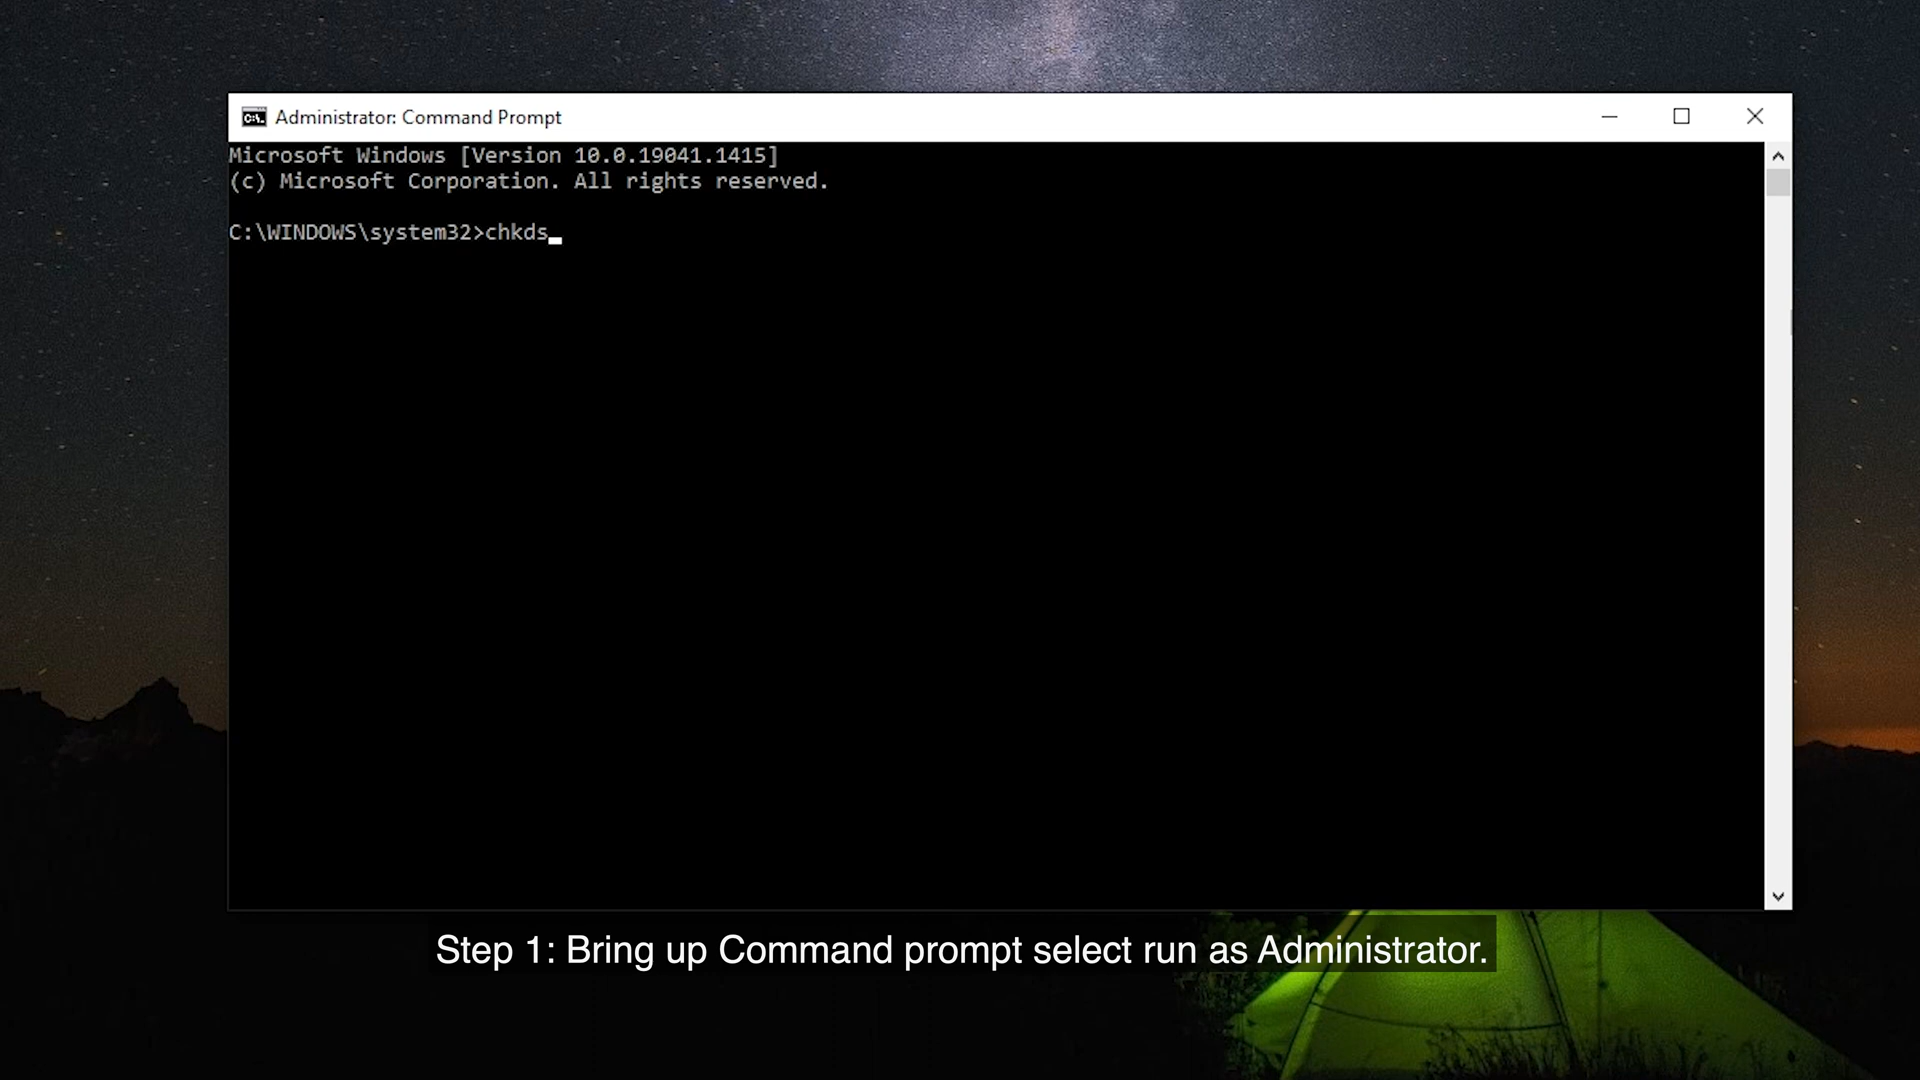 Administrator: Command Prompt
Microsoft Windows [Version 10.0.19041.1415]
(c) Microsoft Corporation. All rights reserved.
C:\WINDOWS\system32>chkds
Step 1: Bring up Command prompt select run as Administrator.